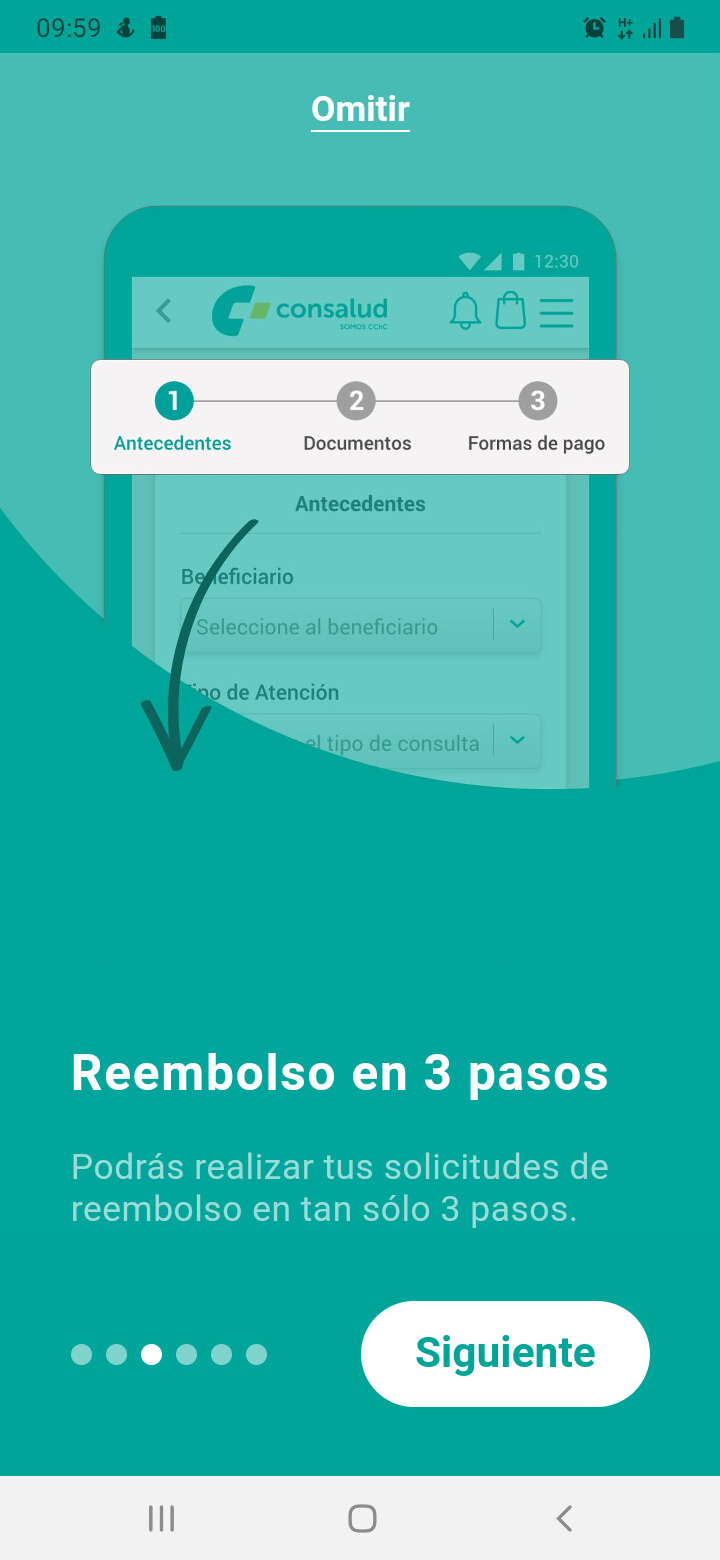 09:59
100
H+
Omitir
12:30
consalud
SOMOS CChC
1 2 3
Antecedentes Documentos Formas de pago
Antecedentes
Beneficiario
Seleccione al beneficiario
Tipo de Atención
el tipo de consulta
Reembolso en 3 pasos
Podrás realizar tus solicitudes de
reembolso en tan sólo 3 pasos.
Siguiente